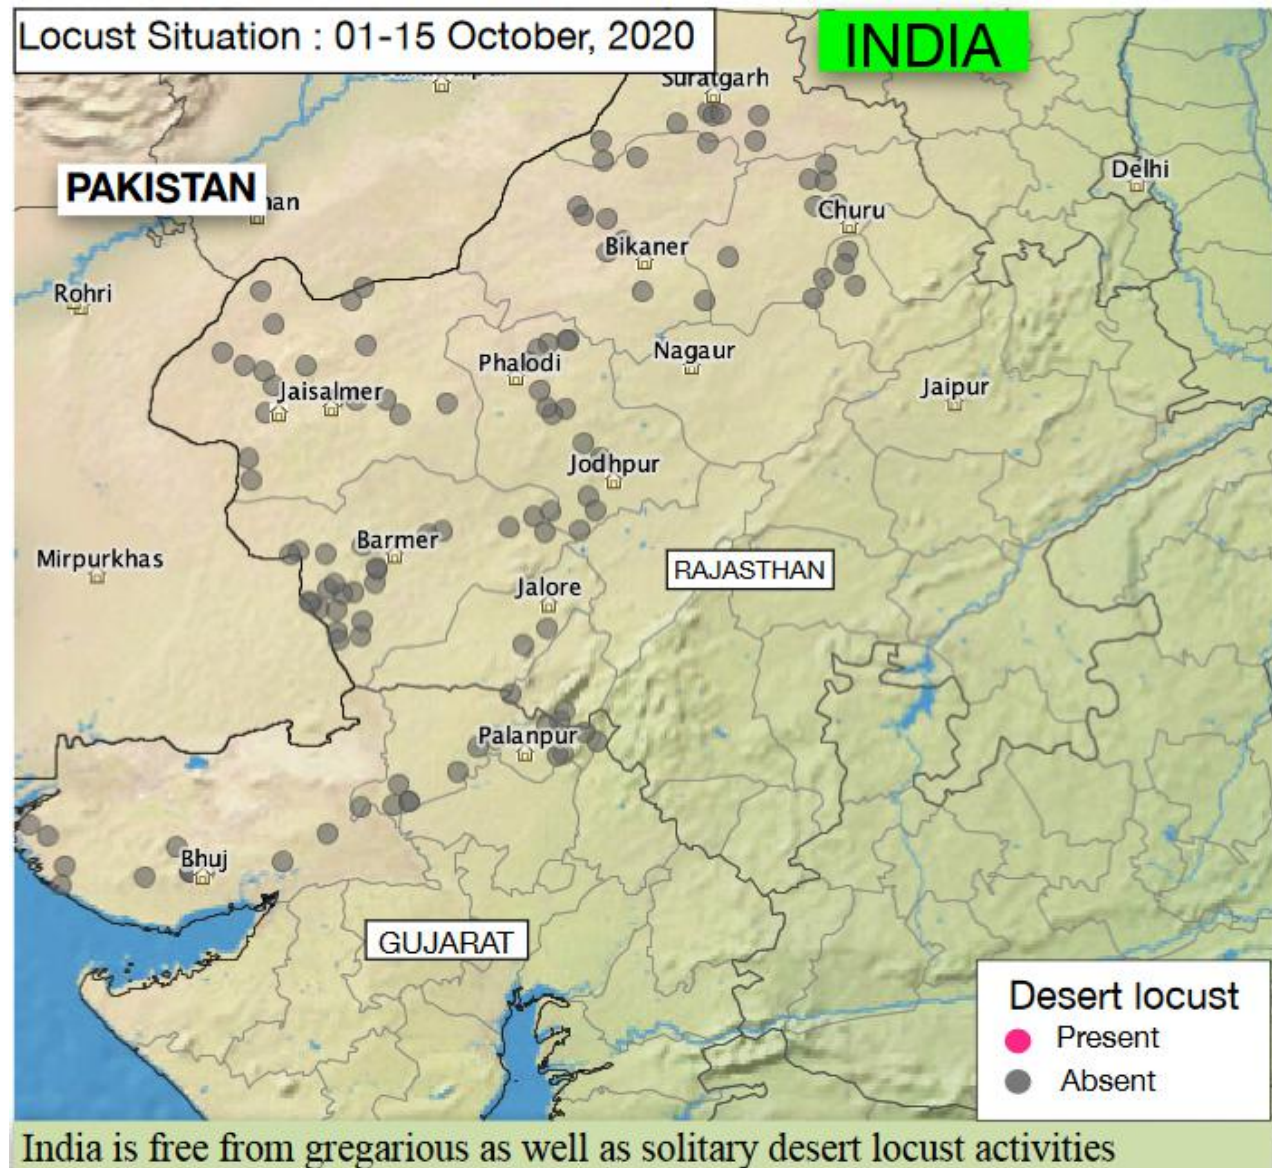 Locust Situation : 01-15 October, 2020
INDIA
Suratgarh
PAKISTAN
Delhi
Churu
Bikaner
Rohri
Phalodi
Nagaur
Jaisalmer
Jaipur
Jodhpur
Barmer
Mirpurkhas
RAJASTHAN
Jalore
Palanpur
Bhuj
GUJARAT
Desert locust
Present
Absent
India is free from gregarious as well as solitary desert locust activities